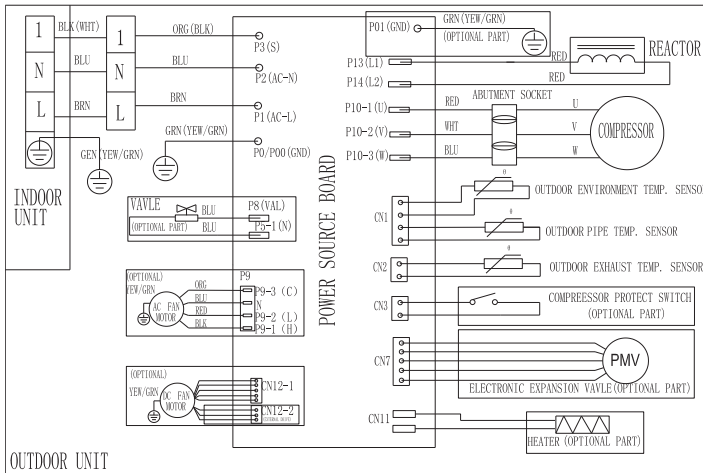 BLK(WHT)
1
1
ORG(BLK)
P3(S)
N
BLU
N
BLU
P2(AC-N)
L
BRN
L
BRN
P1(AC-L)
GRN(YEW/GRN)
P0/P00(GND)
GEN(YEW/GRN)
INDOOR
UNIT
P01(GND)
GRN(YEW/GRN)
(OPTIONAL PART)
P13(L1)
RED
REACTOR
P14(L2)
RED
ABUTMENT SOCKET
P10-1(U)
RED
U
P10-2(V)
WHT
V
COMPRESSOR
P10-3(W)
BLU
W
POWER SOURCE BOARD
VAVLE
BLU
P8(VAL)
(OPTIONAL PART)
BLU
P5-1(N)
CN1
θ
OUTDOOR ENVIRONMENT TEMP. SENSOR
θ
OUTDOOR PIPE TEMP. SENSOR
CN2
θ
OUTDOOR EXHAUST TEMP. SENSOR
(OPTIONAL)
YEW/GRN
AC FAN
MOTOR
P9
ORG
P9-3 (C)
BLU
N
RED
P9-2 (L)
BLK
P9-1 (H)
CN3
COMPREESSOR PROTECT SWITCH
(OPTIONAL PART)
CN7
PMV
ELECTRONIC EXPANSION VAVLE(OPTIONAL PART)
(OPTIONAL)
YEW/GRN
DC FAN
MOTOR
CN12-1
CN12-2
CN11
HEATER(OPTIONAL PART)
OUTDOOR UNIT